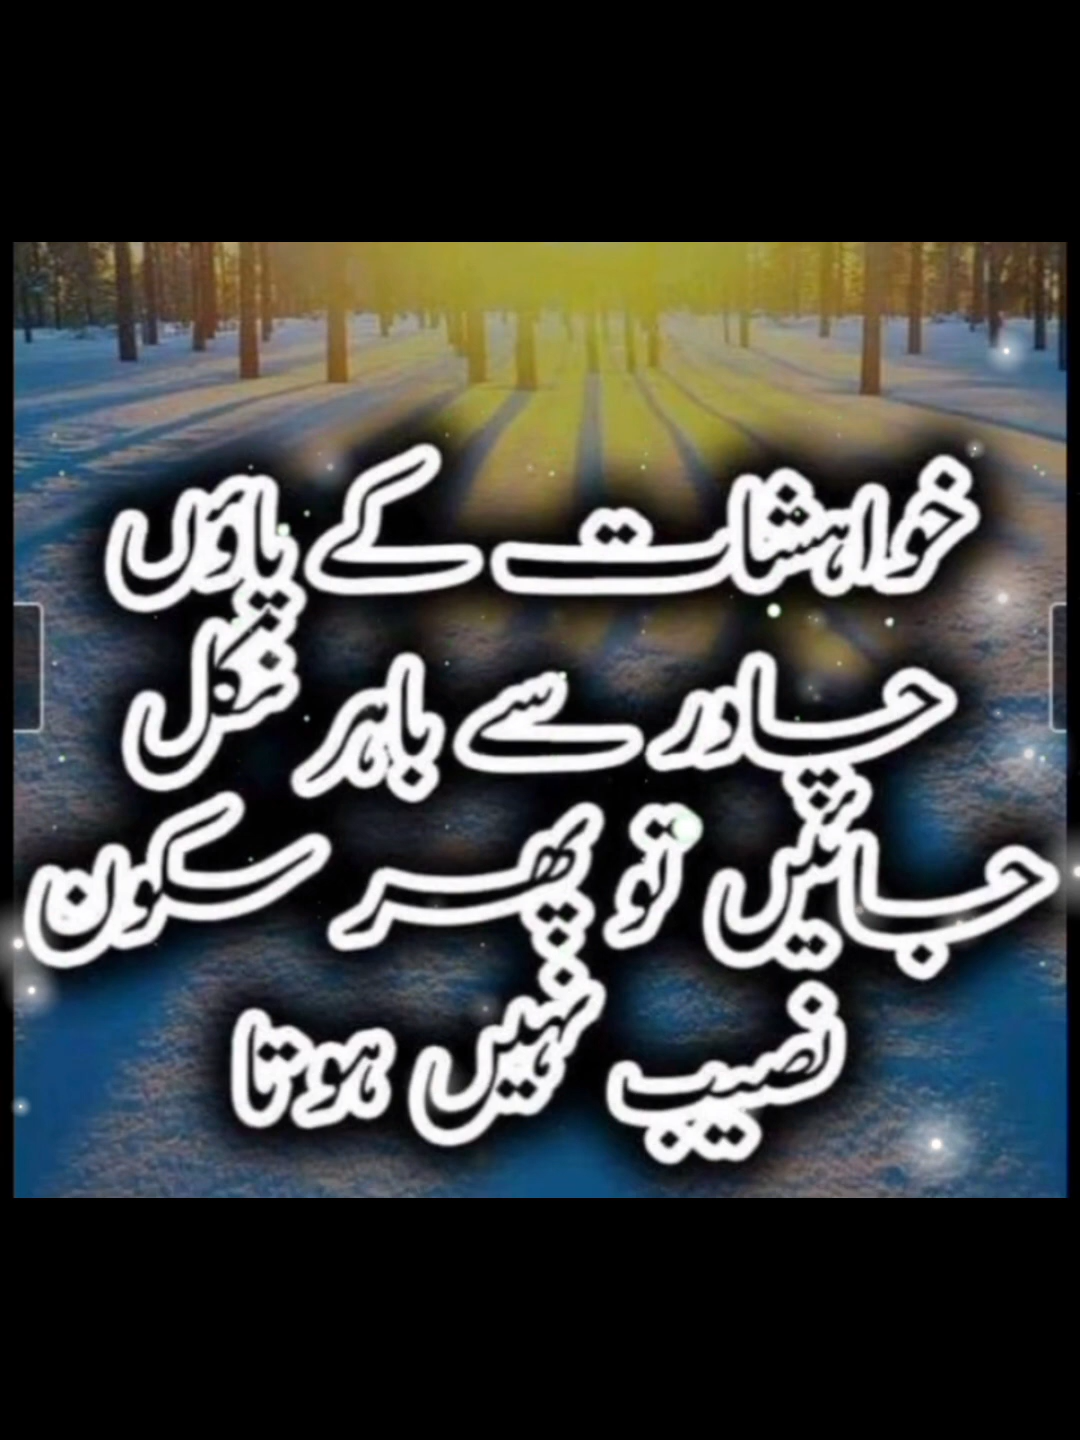 خواہشات کے پاؤں
چادر سے باہر نکل
جائیں تو پھر سکون
نصیب نہیں ہوتا